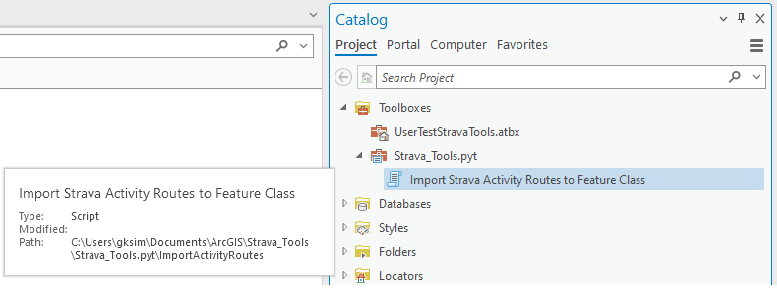 Catalog
Project Portal Computer Favorites
Search Project
Toolboxes
UserTestStravaTools.atbx
Strava_Tools.pyt
Import Strava Activity Routes to Feature Class
Databases
Styles
Folders
Locators
Import Strava Activity Routes to Feature Class
Type: Script
Modified:
Path: C:\Users\gksim\Documents\ArcGIS\Strava_Tools
\Strava_Tools.pyt\ImportActivityRoutes